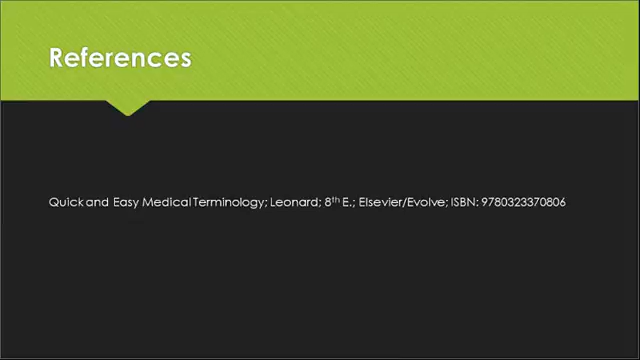 References
Quick and Easy Medical Terminology; Leonard; 8th E.; Elsevier/Evolve; ISBN: 9780323370806